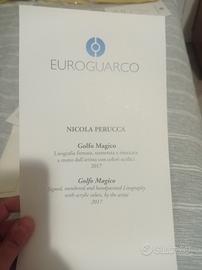 EUROGUARCO
NICOLA PERUCCA
Golfo Magico
Litografia firmata, numerata e ritoccata
a mano dall'artista con colori acrilici
2017
Golfo Magico
Signed, numbered and handpainted Litography
with acrylic colors, by the artist
2017
subito